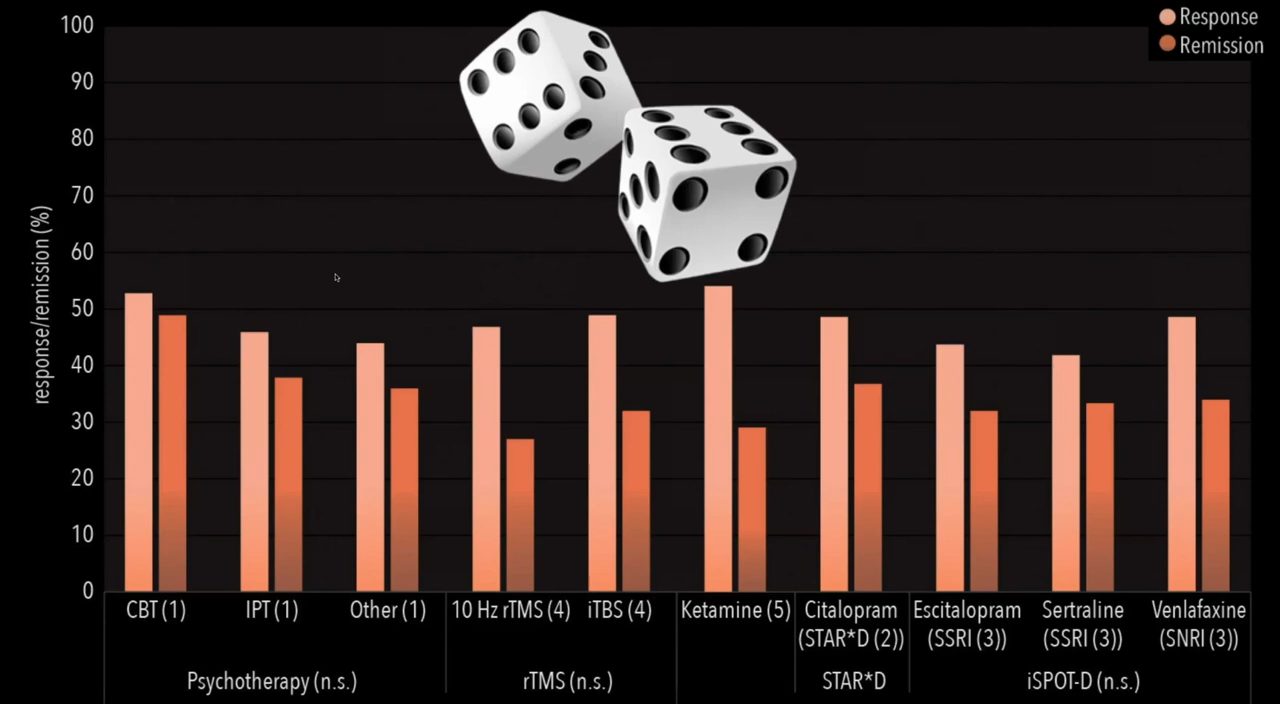 Response
Remission
response/remission (%)
100
90
80
70
60
50
40
30
20
10
0
CBT (1)
IPT (1)
Other (1)
10 Hz rTMS (4)
iTBS (4)
Ketamine (5)
Citalopram
(STAR*D (2))
Escitalopram
(SSRI (3))
Sertraline
(SSRI (3))
Venlafaxine
(SNRI (3))
Psychotherapy (n.s.)
rTMS (n.s.)
STAR*D
iSPOT-D (n.s.)